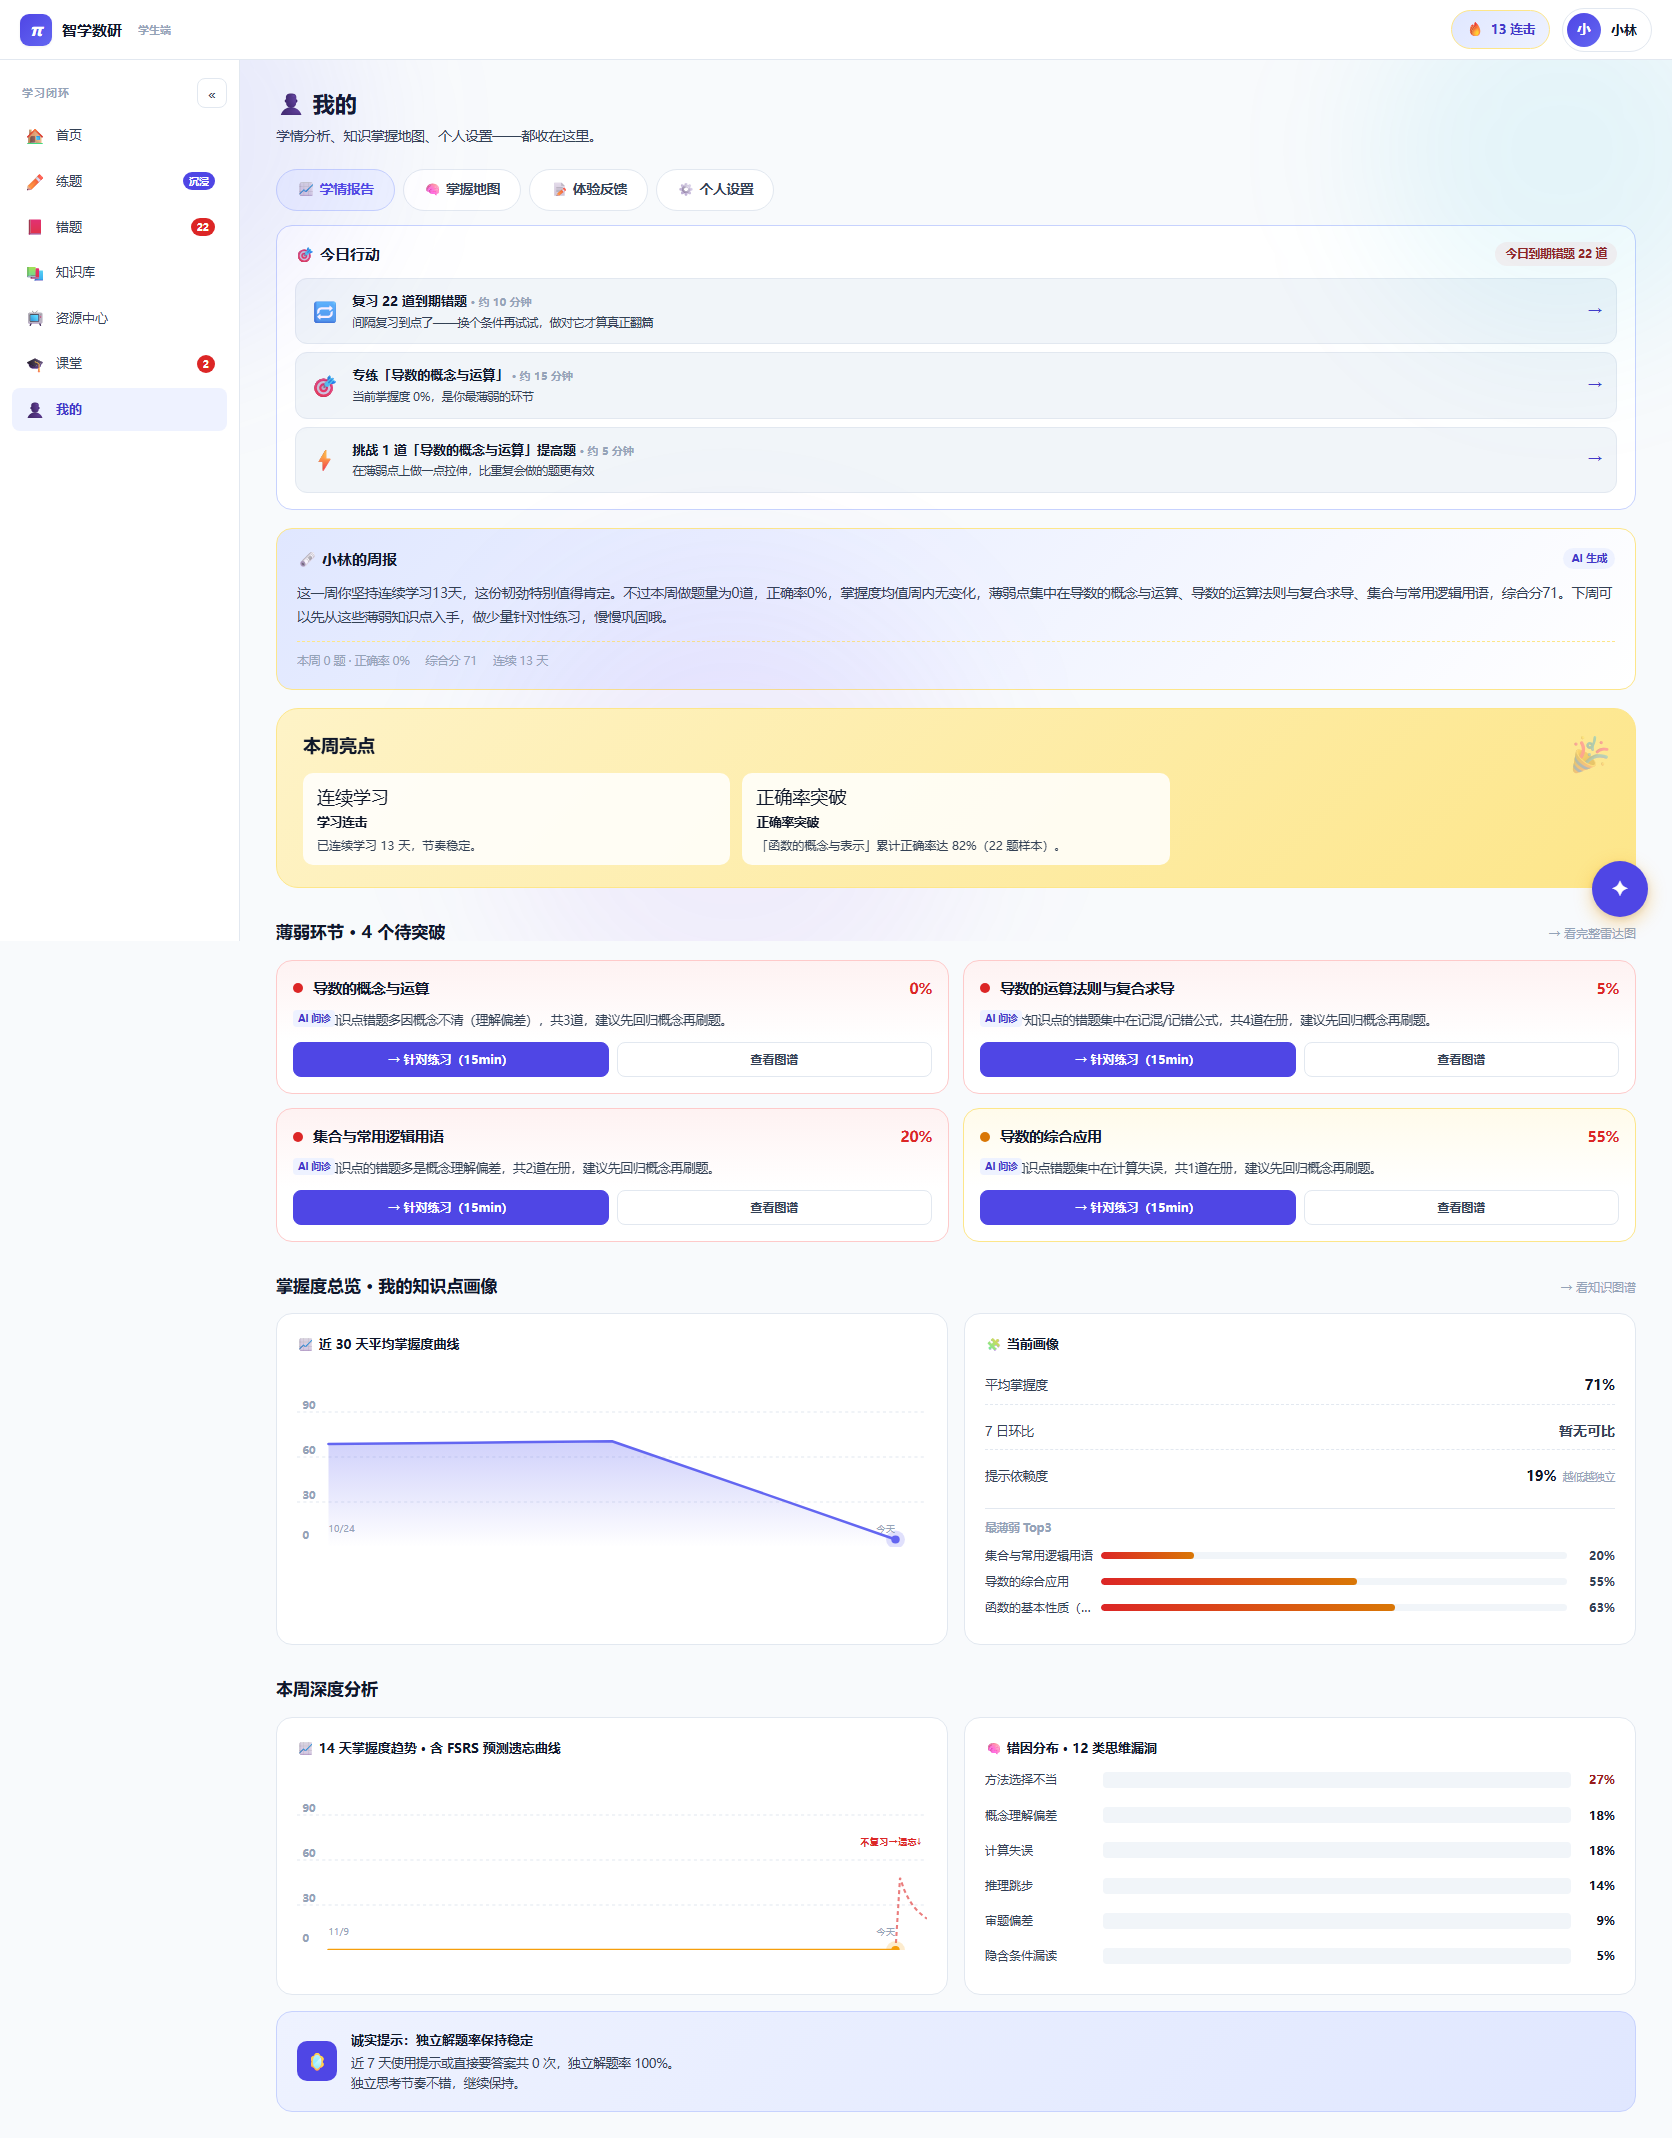 π 智学数研 学生端
13 连击
小 小林
学习闭环 «
首页
练题 沉浸
错题 22
知识库
资源中心
课堂 2
我的
我的
学情分析、知识掌握地图、个人设置——都收在这里。
学情报告 掌握地图 体验反馈 个人设置
今日行动 今日到期错题 22 道
复习 22 道到期错题 • 约 10 分钟
间隔复习到点了——换个条件再试试，做对它才算真正翻篇
→
专练「导数的概念与运算」 • 约 15 分钟
当前掌握度 0%，是你最薄弱的环节
→
挑战 1 道「导数的概念与运算」提高题 • 约 5 分钟
在薄弱点上做一点拉伸，比重复会做的题更有效
→
小林的周报 AI 生成
这一周你坚持连续学习13天，这份韧劲特别值得肯定。不过本周做题量为0道，正确率0%，掌握度均值周内无变化，薄弱点集中在导数的概念与运算、导数的运算法则与复合求导、集合与常用逻辑用语，综合分71。下周可
以先从这些薄弱知识点入手，做少量针对性练习，慢慢巩固哦。
本周 0 题 · 正确率 0% 综合分 71 连续 13 天
本周亮点
连续学习
学习连击
已连续学习 13 天，节奏稳定。
正确率突破
正确率突破
「函数的概念与表示」累计正确率达 82%（22 题样本）。
薄弱环节 • 4 个待突破 → 看完整雷达图
导数的概念与运算 0%
AI 问诊 识点错题多因概念不清（理解偏差），共3道，建议先回归概念再刷题。
→ 针对练习（15min） 查看图谱
导数的运算法则与复合求导 5%
AI 问诊 知识点的错题集中在记混/记错公式，共4道在册，建议先回归概念再刷题。
→ 针对练习（15min） 查看图谱
集合与常用逻辑用语 20%
AI 问诊 识点的错题多是概念理解偏差，共2道在册，建议先回归概念再刷题。
→ 针对练习（15min） 查看图谱
导数的综合应用 55%
AI 问诊 识点错题集中在计算失误，共1道在册，建议先回归概念再刷题。
→ 针对练习（15min） 查看图谱
掌握度总览 • 我的知识点画像 → 看知识图谱
近 30 天平均掌握度曲线
90
60
30
0
10/24 今天
当前画像
平均掌握度 71%
7 日环比 暂无可比
提示依赖度 19% 越低越独立
最薄弱 Top3
集合与常用逻辑用语 20%
导数的综合应用 55%
函数的基本性质（... 63%
本周深度分析
14 天掌握度趋势 • 含 FSRS 预测遗忘曲线
90
60
30
0
不复习→遗忘↓
11/9 今天
错因分布 • 12 类思维漏洞
方法选择不当 27%
概念理解偏差 18%
计算失误 18%
推理跳步 14%
审题偏差 9%
隐含条件漏读 5%
诚实提示：独立解题率保持稳定
近 7 天使用提示或直接要答案共 0 次，独立解题率 100%。
独立思考节奏不错，继续保持。